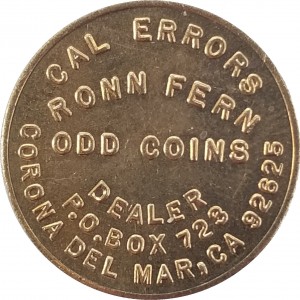 CAL ERRORS
RONN FERN
ODD COINS
DEALER
P.O. BOX 723
CORONA DEL MAR, CA 92625